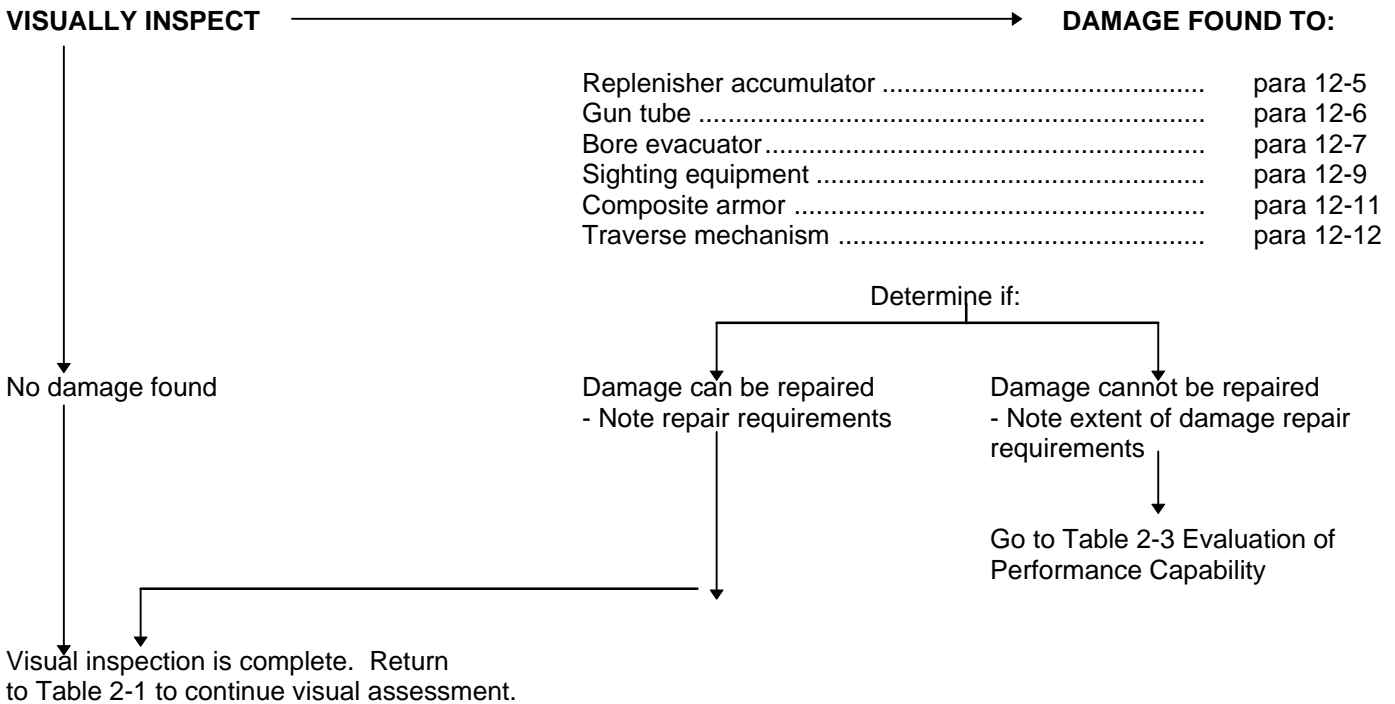 VISUALLY INSPECT DAMAGE FOUND TO:
Replenisher accumulator ............................................ para 12-5
Gun tube ..................................................................... para 12-6
Bore evacuator............................................................ para 12-7
Sighting equipment ..................................................... para 12-9
Composite armor ........................................................ para 12-11
Traverse mechanism .................................................. para 12-12
Determine if:
No damage found
Damage can be repaired
- Note repair requirements
Damage cannot be repaired
- Note extent of damage repair
requirements
Go to Table 2-3 Evaluation of
Performance Capability
Visual inspection is complete. Return
to Table 2-1 to continue visual assessment.